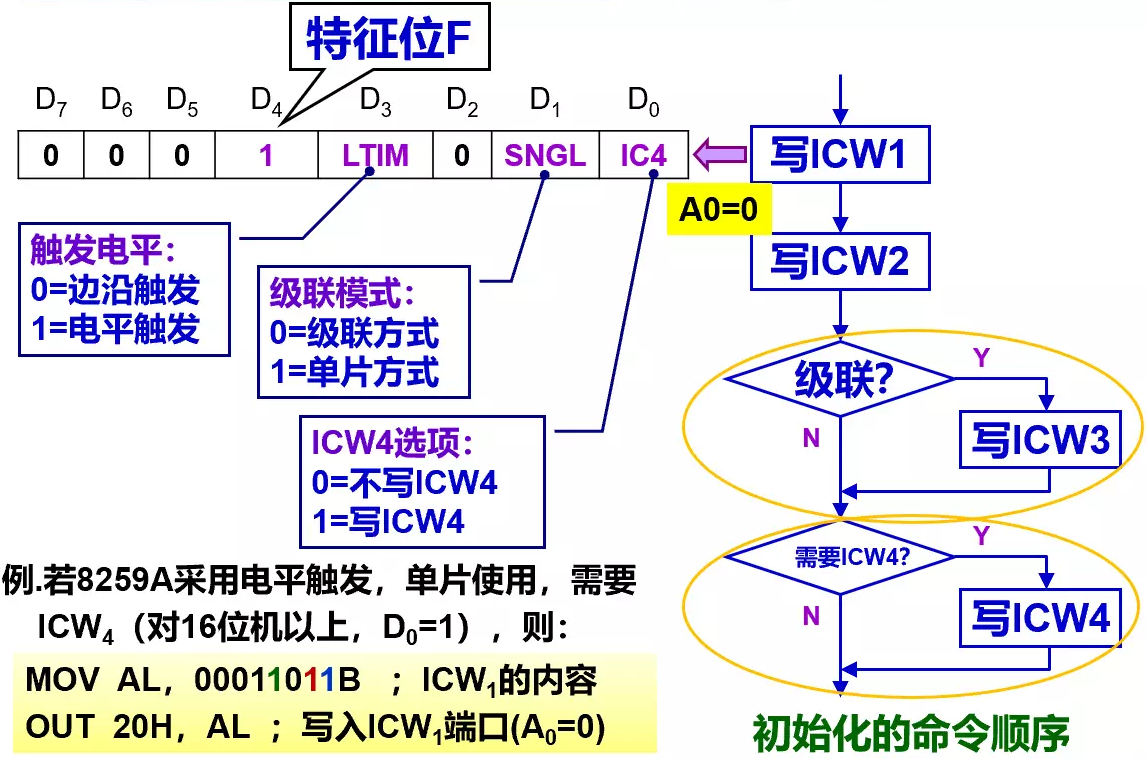 特征位F
D7 D6 D5 D4 D3 D2 D1 D0
0 0 0 1 LTIM 0 SNGL IC4
写ICW1
A0=0
写ICW2
触发电平：
0=边沿触发
1=电平触发
级联模式：
0=级联方式
1=单片方式
ICW4选项：
0=不写ICW4
1=写ICW4
级联？
Y
N
写ICW3
需要ICW4？
Y
N
写ICW4
例.若8259A采用电平触发，单片使用，需要
ICW4（对16位机以上，D0=1），则：
MOV AL，00011011B ；ICW1的内容
OUT 20H，AL ；写入ICW1端口(A0=0)
初始化的命令顺序